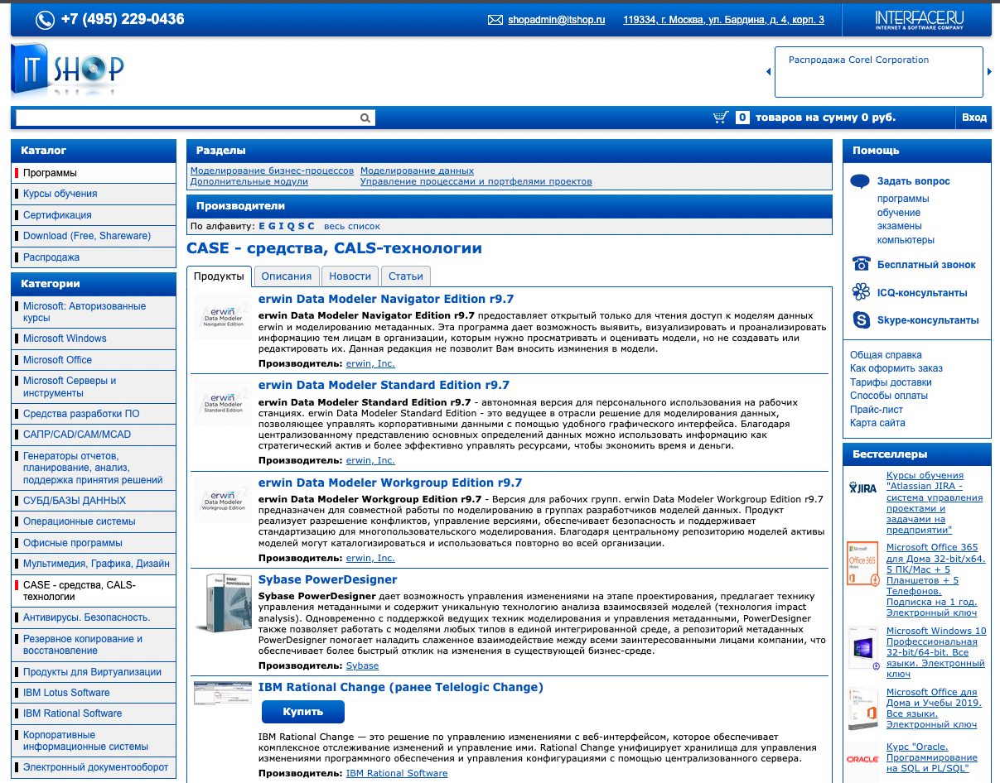 +7 (495) 229-0436
shopadmin@itshop.ru
119334, г. Москва, ул. Бардина, д. 4, корп. 3
INTERFACE.RU
INTERNET & SOFTWARE COMPANY
IT SHOP
Распродажа Corel Corporation
0 товаров на сумму 0 руб.
Вход
Каталог
Программы
Курсы обучения
Сертификация
Download (Free, Shareware)
Распродажа
Категории
Microsoft: Авторизованные
курсы
Microsoft Windows
Microsoft Office
Microsoft Серверы и
инструменты
Средства разработки ПО
САПР/CAD/CAM/MCAD
Генераторы отчетов,
планирование, анализ,
поддержка принятия решений
СУБД/БАЗЫ ДАННЫХ
Операционные системы
Офисные программы
Мультимедия, Графика, Дизайн
CASE - средства, CALS-
технологии
Антивирусы. Безопасность.
Резервное копирование и
восстановление
Продукты для Виртуализации
IBM Lotus Software
IBM Rational Software
Корпоративные
информационные системы
Электронный документооборот
Разделы
Моделирование бизнес-процессов Моделирование данных
Дополнительные модули Управление процессами и портфелями проектов
Производители
По алфавиту: E G I Q S C весь список
CASE - средства, CALS-технологии
Продукты Описания Новости Статьи
erwin
Data Modeler
Navigator Edition
erwin Data Modeler Navigator Edition r9.7
erwin Data Modeler Navigator Edition r9.7 предоставляет открытый только для чтения доступ к моделям данных
erwin и моделированию метаданных. Эта программа дает возможность выявить, визуализировать и проанализировать
информацию тем лицам в организации, которым нужно просматривать и оценивать модели, но не создавать или
редактировать их. Данная редакция не позволит Вам вносить изминения в модели.
Производитель: erwin, Inc.
erwin
Data Modeler
Standard Edition
erwin Data Modeler Standard Edition r9.7
erwin Data Modeler Standard Edition r9.7 - автономная версия для персонального использования на рабочих
станциях. erwin Data Modeler Standard Edition - это ведущее в отрасли решение для моделирования данных,
позволяющее управлять корпоративными данными с помощью удобного графического интерфейса. Благодаря
централизованному представлению основных определений данных можно использовать информацию как
стратегический актив и более эффективно управлять ресурсами, чтобы экономить время и деньги.
Производитель: erwin, Inc.
erwin
Data Modeler
Workgroup Edition
erwin Data Modeler Workgroup Edition r9.7
erwin Data Modeler Workgroup Edition r9.7 - Версия для рабочих групп. erwin Data Modeler Workgroup Edition r9.7
предназначен для совместной работы по моделированию в группах разработчиков моделей данных. Продукт
реализует разрешение конфликтов, управление версиями, обеспечивает безопасность и поддерживает
стандартизацию для многопользовательского моделирования. Благодаря центральному репозиторию моделей активы
моделей могут каталогизироваться и использоваться повторно во всей организации.
Производитель: erwin, Inc.
Sybase PowerDesigner
Sybase PowerDesigner дает возможность управления изменениями на этапе проектирования, предлагает технику
управления метаданными и содержит уникальную технологию анализа взаимосвязей моделей (технология impact
analysis). Одновременно с поддержкой ведущих техник моделирования и управления метаданными, PowerDesigner
также позволяет работать с моделями любых типов в единой интегрированной среде, а репозиторий метаданных
PowerDesigner помогает наладить слаженное взаимодействие между всеми заинтересованными лицами компании, что
обеспечивает более быстрый отклик на изменения в существующей бизнес-среде.
Производитель: Sybase
IBM Rational Change (ранее Telelogic Change)
Купить
IBM Rational Change — это решение по управлению изменениями с веб-интерфейсом, которое обеспечивает
комплексное отслеживание изменений и управление ими. Rational Change унифицирует хранилища для управления
изменениями программного обеспечения и управления конфигурациями с помощью централизованного сервера.
Производитель: IBM Rational Software
Помощь
Задать вопрос
программы
обучение
экзамены
компьютеры
Бесплатный звонок
ICQ-консультанты
Skype-консультанты
Общая справка
Как оформить заказ
Тарифы доставки
Способы оплаты
Прайс-лист
Карта сайта
Бестселлеры
JIRA
Курсы обучения
"Atlassian JIRA -
система управления
проектами и
задачами на
предприятии"
Microsoft
Office 365
Microsoft Office 365
для Дома 32-bit/x64.
5 ПК/Mac + 5
Планшетов + 5
Телефонов.
Подписка на 1 год.
Электронный ключ
Microsoft Windows 10
Профессиональная
32-bit/64-bit. Все
языки. Электронный
ключ
Microsoft Office для
Дома и Учебы 2019.
Все языки.
Электронный ключ
ORACLE
Курс "Oracle.
Программирование
на SQL и PL/SQL"